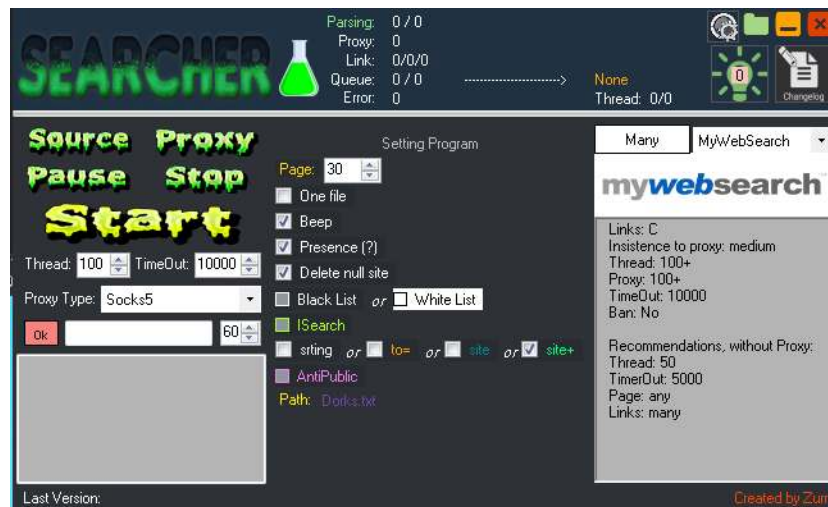 SEARCHER
Parsing: 0 / 0
Proxy: 0
Link: 0/0/0
Queue: 0 / 0 ----------------------->
Error: 0
None
Thread: 0/0
0
Changelog
Source Proxy
Pause Stop
Start
Thread: 100 TimeOut: 10000
Proxy Type: Socks5
Ok 60
Last Version:
Setting Program
Page: 30
One file
Beep
Presence (?)
Delete null site
Black List or White List
ISearch
srting or to= or site or site+
AntiPublic
Path: Dorks.txt
Many MyWebSearch
mywebsearch
Links: C
Insistence to proxy: medium
Thread: 100+
Proxy: 100+
TimeOut: 10000
Ban: No
Recommendations, without Proxy:
Thread: 50
TimerOut: 5000
Page: any
Links: many
Created by